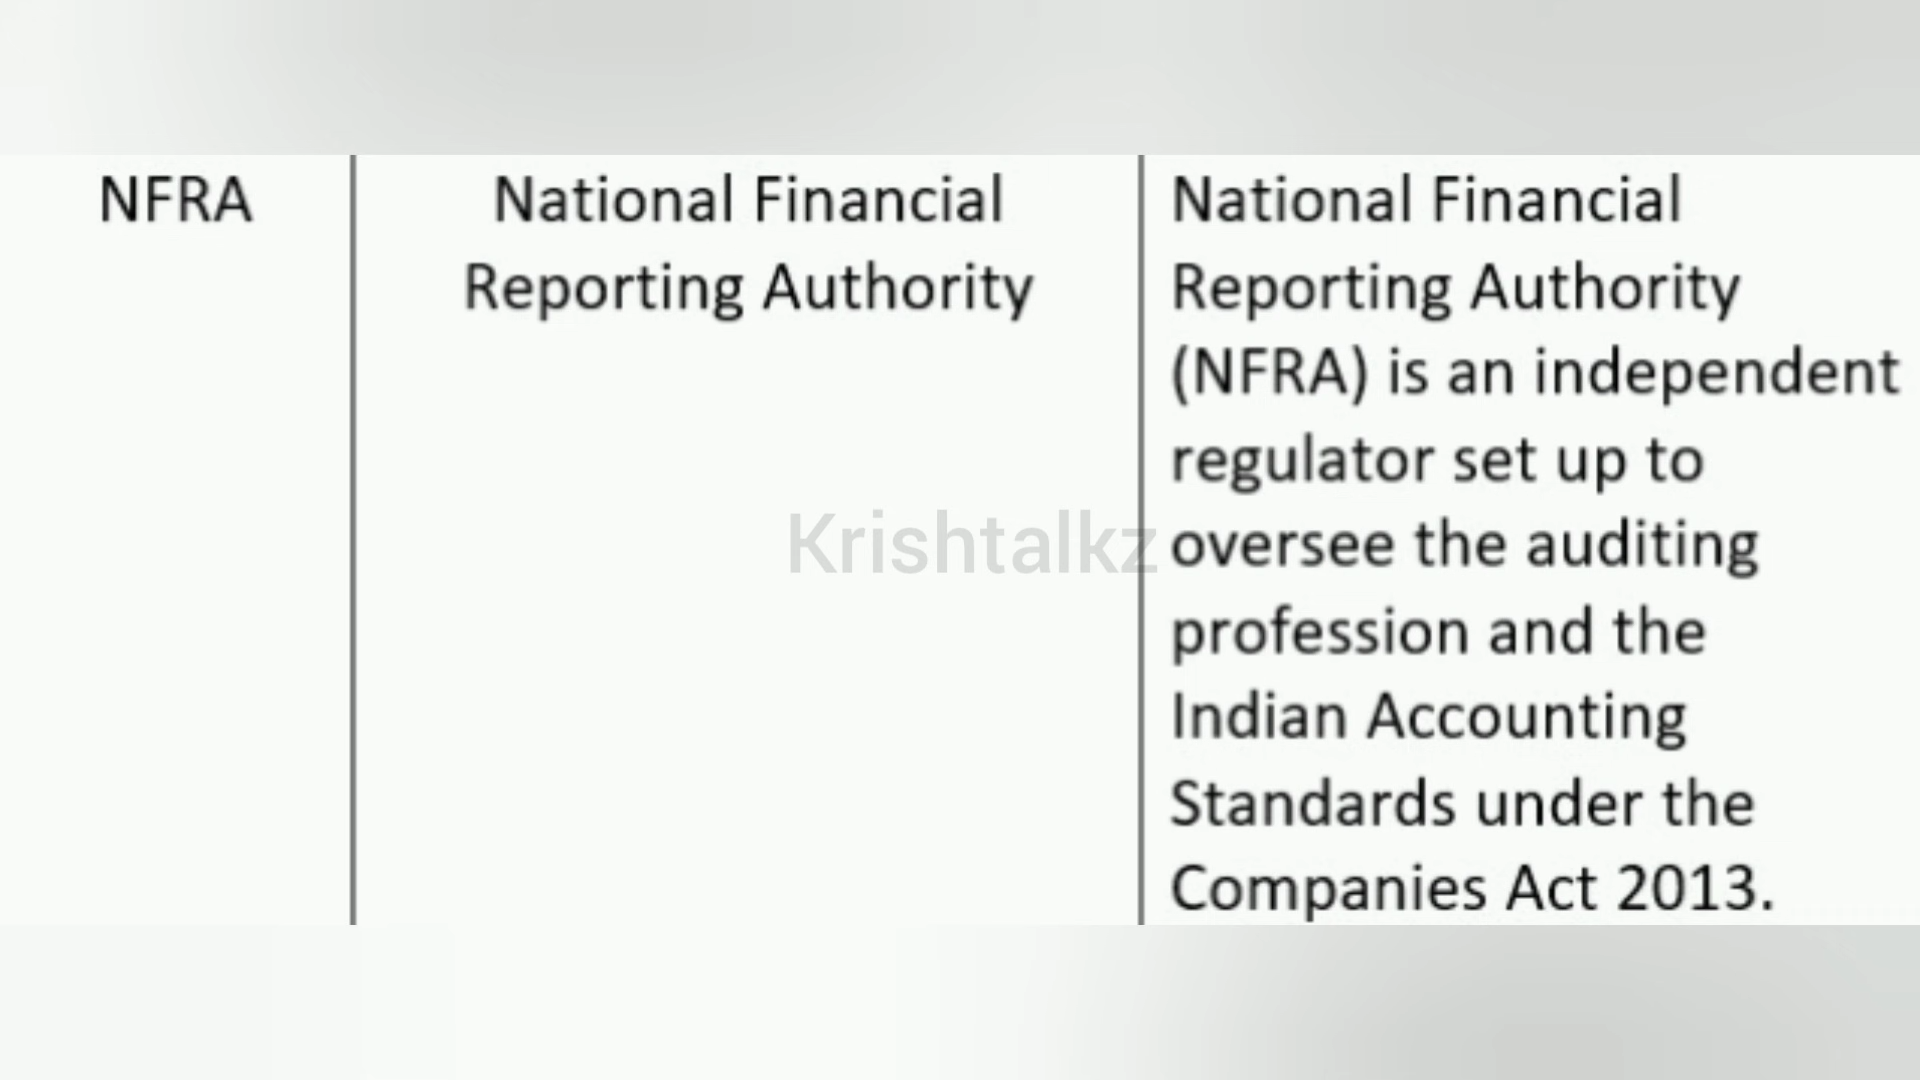 NFRA
National Financial
Reporting Authority
National Financial
Reporting Authority
(NFRA) is an independent
regulator set up to
oversee the auditing
profession and the
Indian Accounting
Standards under the
Companies Act 2013.
Krishtalkz